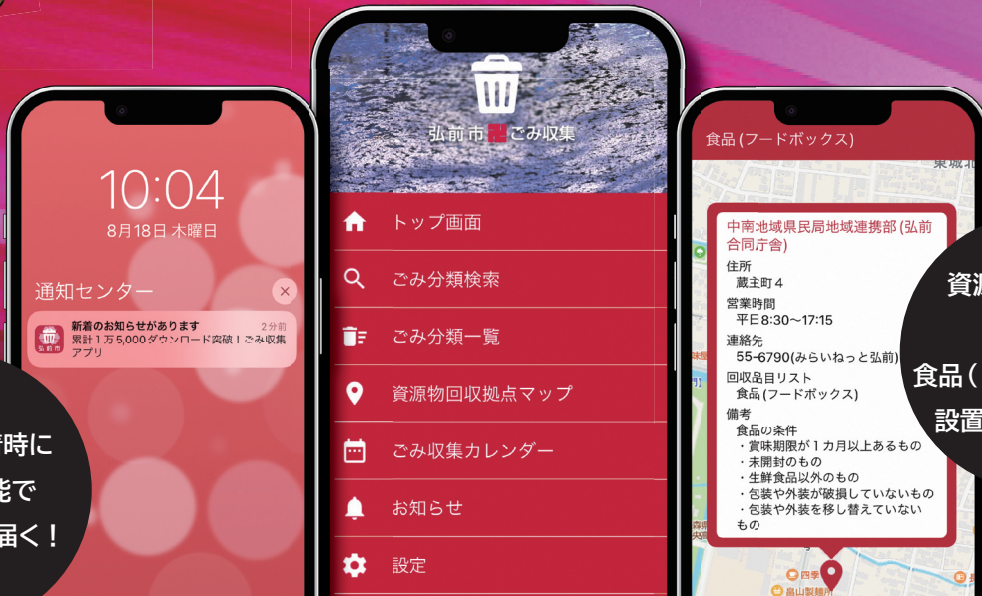 10:04
8月18日 木曜日
通知センター
新着のお知らせがあります
2分前
累計1万5,000ダウンロード突破！ごみ収集
アプリ
弘前市
時に
能で
届く！
弘前市卍ごみ収集
トップ画面
ごみ分類検索
ごみ分類一覧
資源物回収拠点マップ
ごみ収集カレンダー
お知らせ
設定
食品(フードボックス)
東城北
中南地域県民局地域連携部(弘前
合同庁舎)
住所
蔵主町4
営業時間
平日8:30〜17:15
連絡先
55-6790(みらいねっと弘前)
回収品目リスト
食品(フードボックス)
備考
食品の条件
・賞味期限が1カ月以上あるもの
・未開封のもの
・生鮮食品以外のもの
・包装や外装が破損していないもの
・包装や外装を移し替えていない
もの
四季
畠山製麺所
資源
食品(
設置